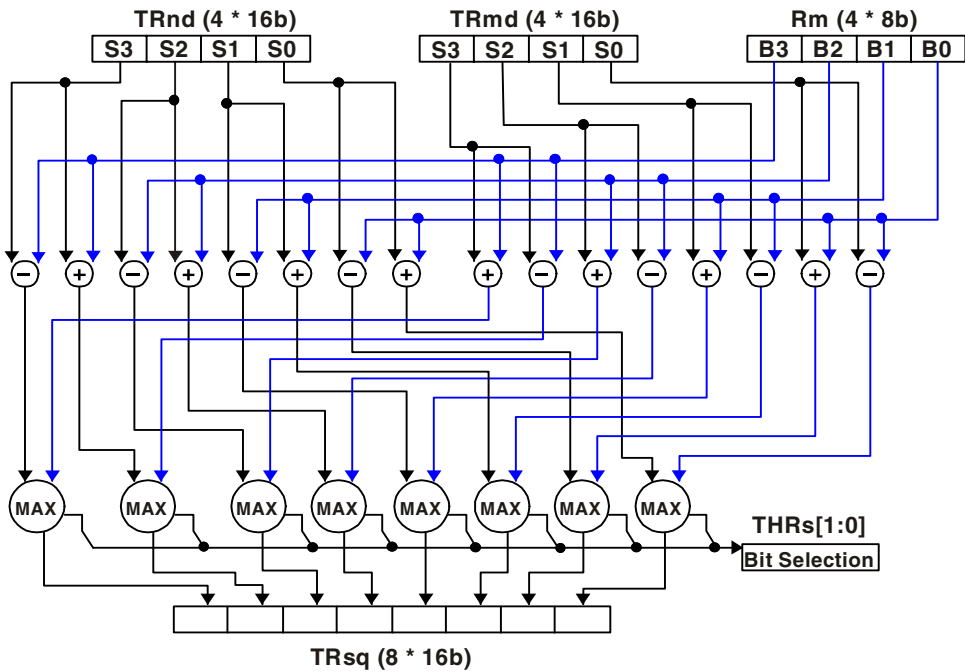 TRnd (4 * 16b) TRmd (4 * 16b) Rm (4 * 8b)
S3 S2 S1 S0 S3 S2 S1 S0 B3 B2 B1 B0
− + − + − + − + + − + − + − + −
MAX MAX MAX MAX MAX MAX MAX MAX
THRs[1:0]
Bit Selection
TRsq (8 * 16b)